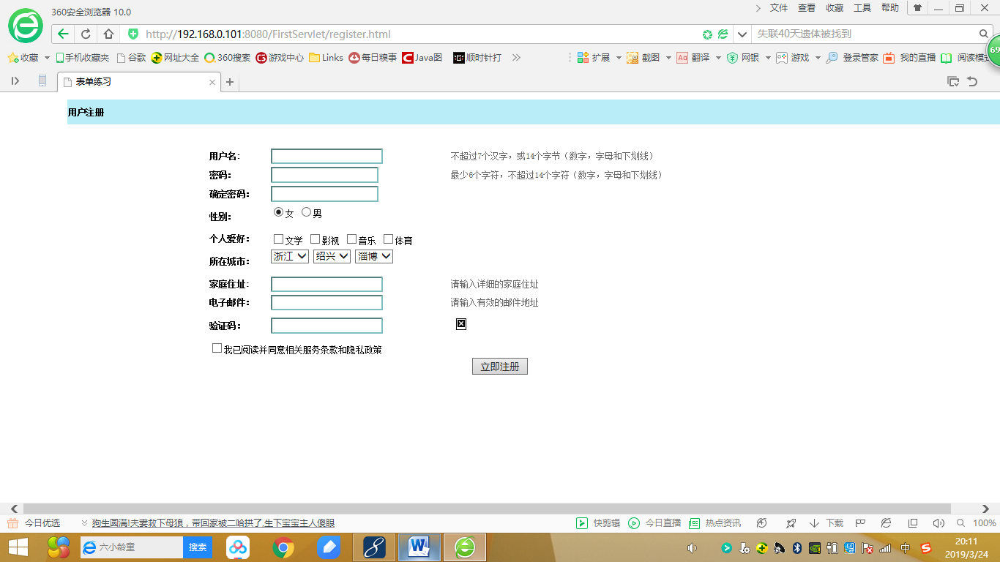 360安全浏览器 10.0
文件 查看 收藏 工具 帮助
http://192.168.0.101:8080/FirstServlet/register.html
失联40天遗体被找到
69
收藏 手机收藏夹 谷歌 网址大全 360搜索 游戏中心 Links 每日糗事 Java图 顺时针打 扩展 截图 翻译 网银 游戏 登录管家 我的直播 阅读模式
表单练习
用户注册
用户名: 不超过7个汉字，或14个字节（数字，字母和下划线）
密码: 最少6个字符，不超过14个字符（数字，字母和下划线）
确定密码:
性别: 女 男
个人爱好: 文学 影视 音乐 体育
所在城市: 浙江 绍兴 淄博
家庭住址: 请输入详细的家庭住址
电子邮件: 请输入有效的邮件地址
验证码:
我已阅读并同意相关服务条款和隐私政策
立即注册
今日优选 狗生圆满!夫妻救下母狼，带回家被二哈拱了,生下宝宝主人傻眼 快剪辑 今日直播 热点资讯 下载 100%
六小龄童 搜索
中
20:11
2019/3/24